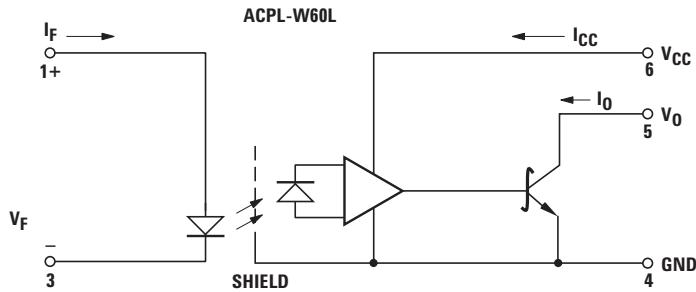 ACPL-W60L
IF
1+
ICC
VCC
6
IO
VO
5
VF
–
3
SHIELD
GND
4